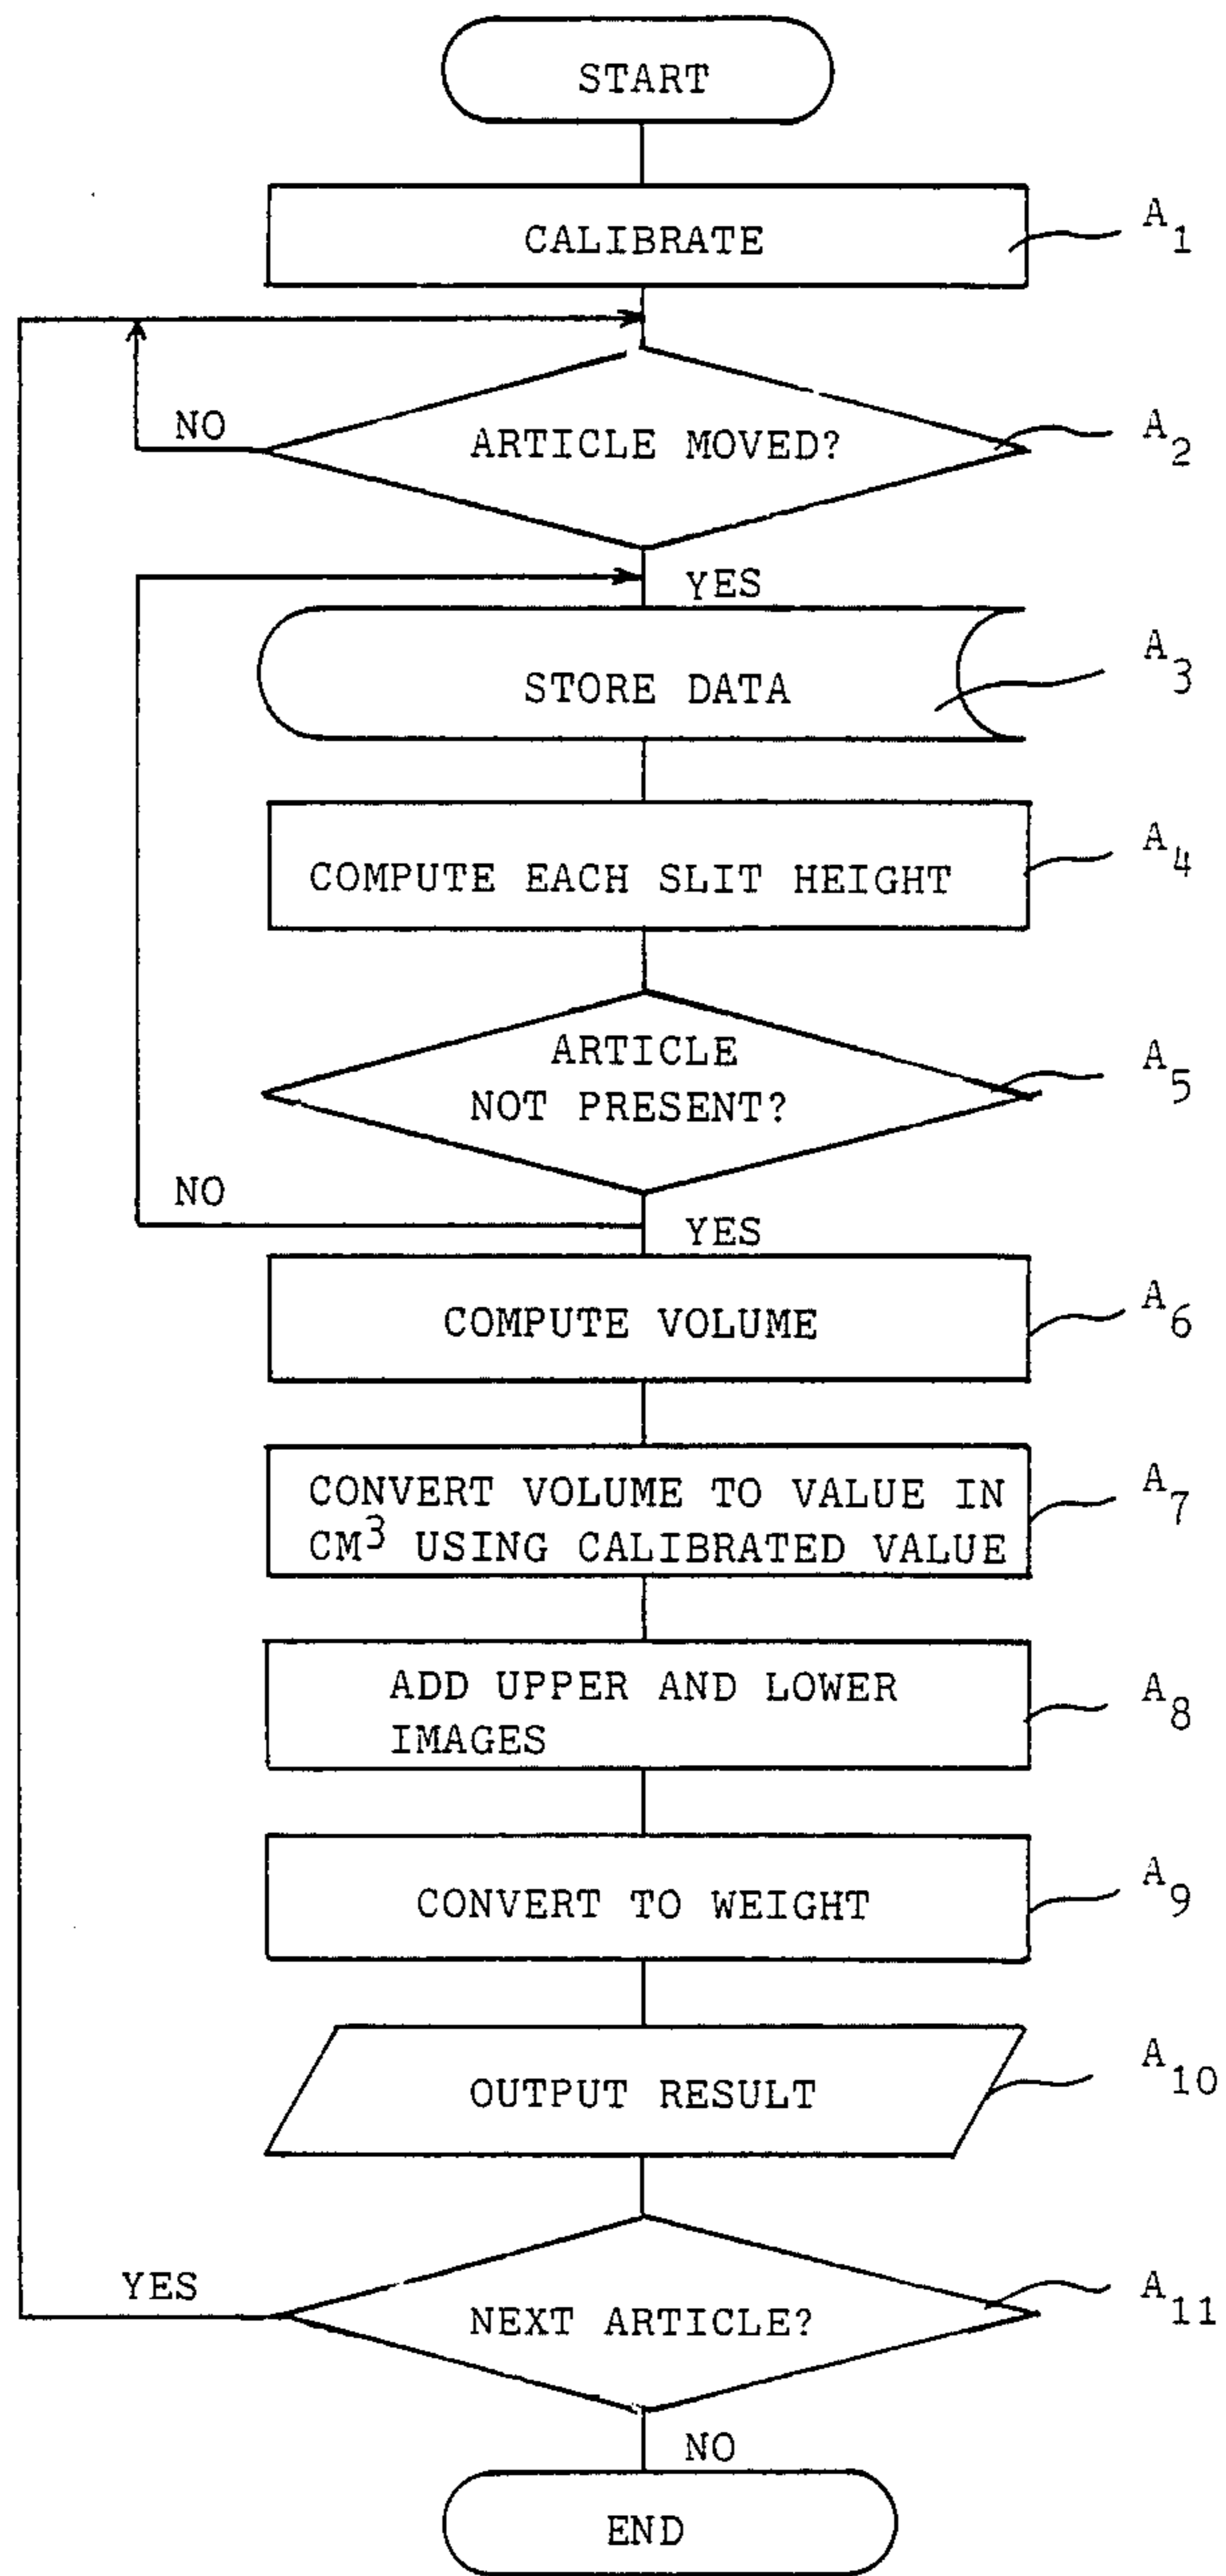 START
CALIBRATE
A1
ARTICLE MOVED?
A2
NO
YES
STORE DATA
A3
COMPUTE EACH SLIT HEIGHT
A4
ARTICLE
NOT PRESENT?
A5
NO
YES
COMPUTE VOLUME
A6
CONVERT VOLUME TO VALUE IN
CM³ USING CALIBRATED VALUE
A7
ADD UPPER AND LOWER
IMAGES
A8
CONVERT TO WEIGHT
A9
OUTPUT RESULT
A10
YES
NEXT ARTICLE?
A11
NO
END